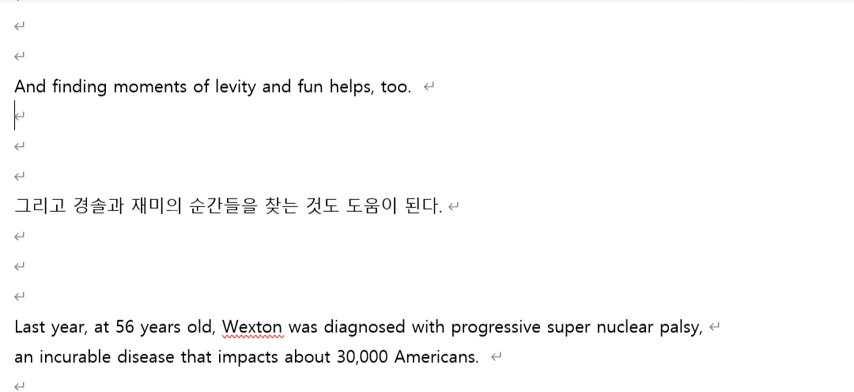 And finding moments of levity and fun helps, too.
그리고 경솔과 재미의 순간들을 찾는 것도 도움이 된다.
Last year, at 56 years old, Wexton was diagnosed with progressive super nuclear palsy,
an incurable disease that impacts about 30,000 Americans.